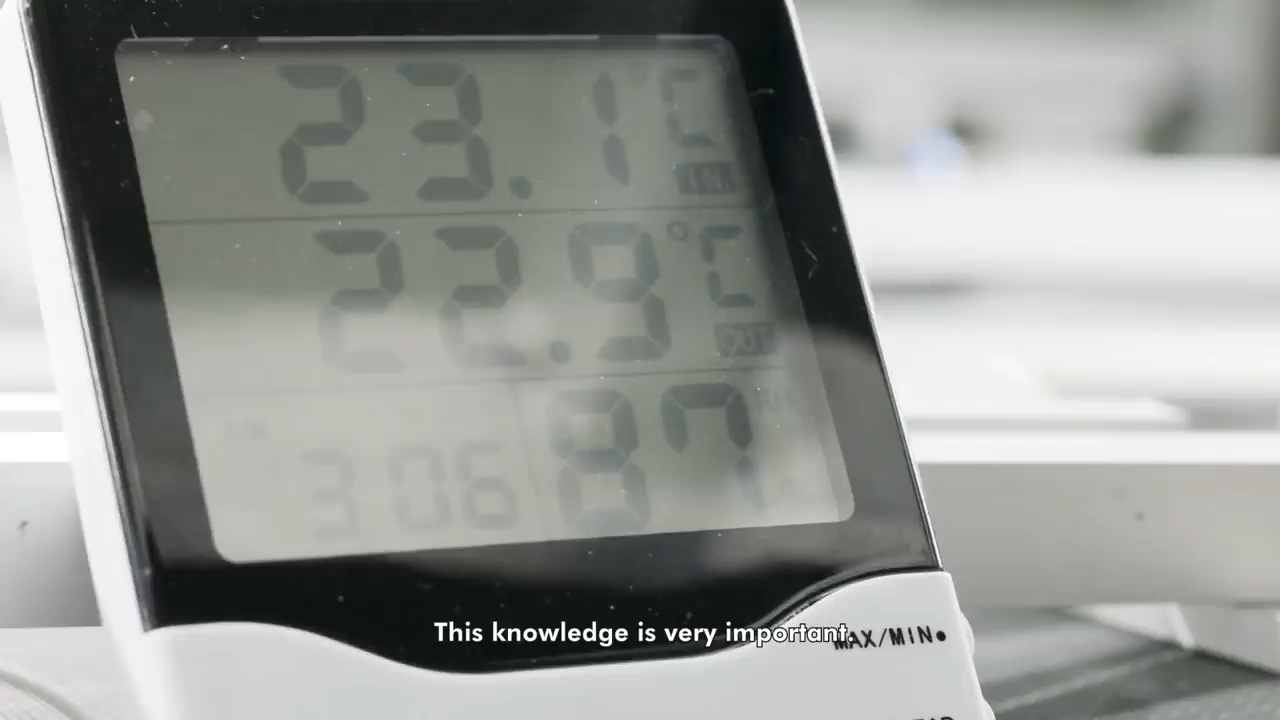 23.1°C
IN
22.9°C
OUT
3:06
87
This knowledge is very important.
MAX/MIN